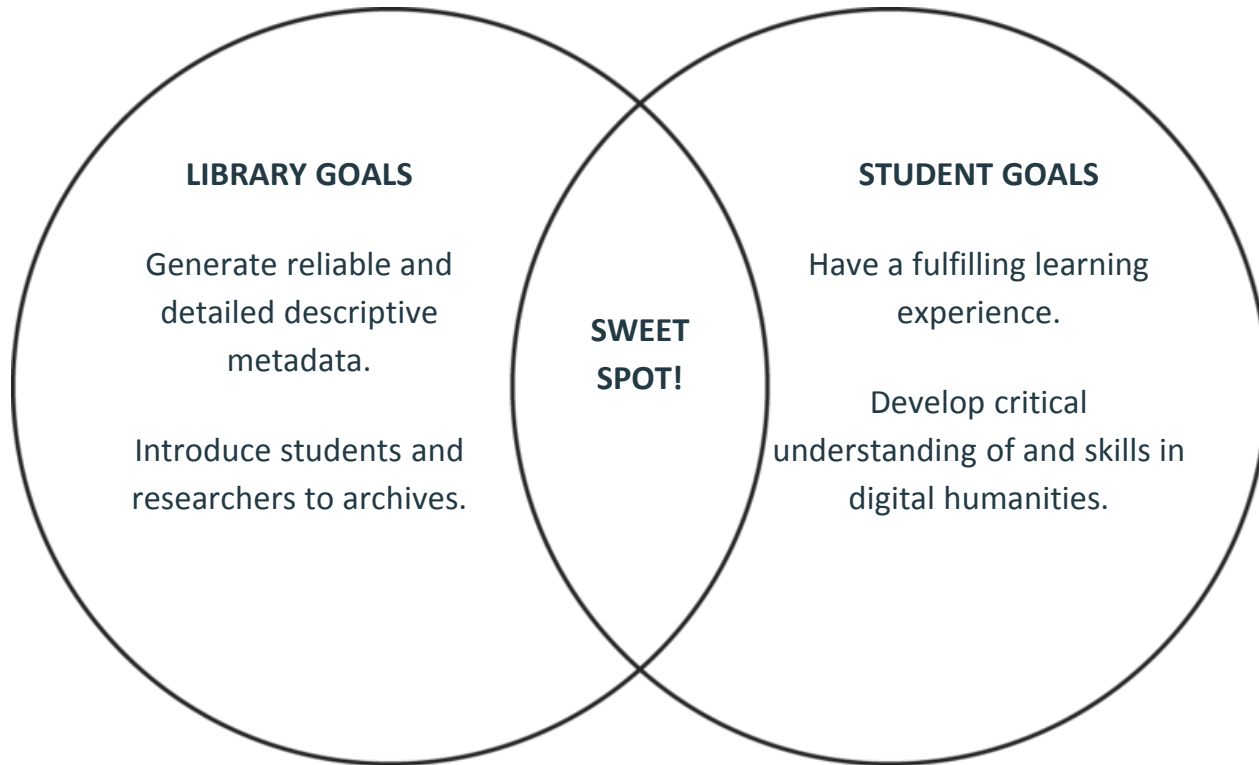 LIBRARY GOALS
Generate reliable and
detailed descriptive
metadata.
Introduce students and
researchers to archives.
SWEET
SPOT!
STUDENT GOALS
Have a fulfilling learning
experience.
Develop critical
understanding of and skills in
digital humanities.